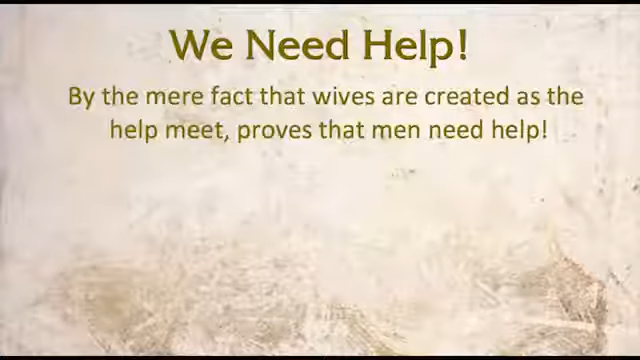 We Need Help!
By the mere fact that wives are created as the
help meet, proves that men need help!